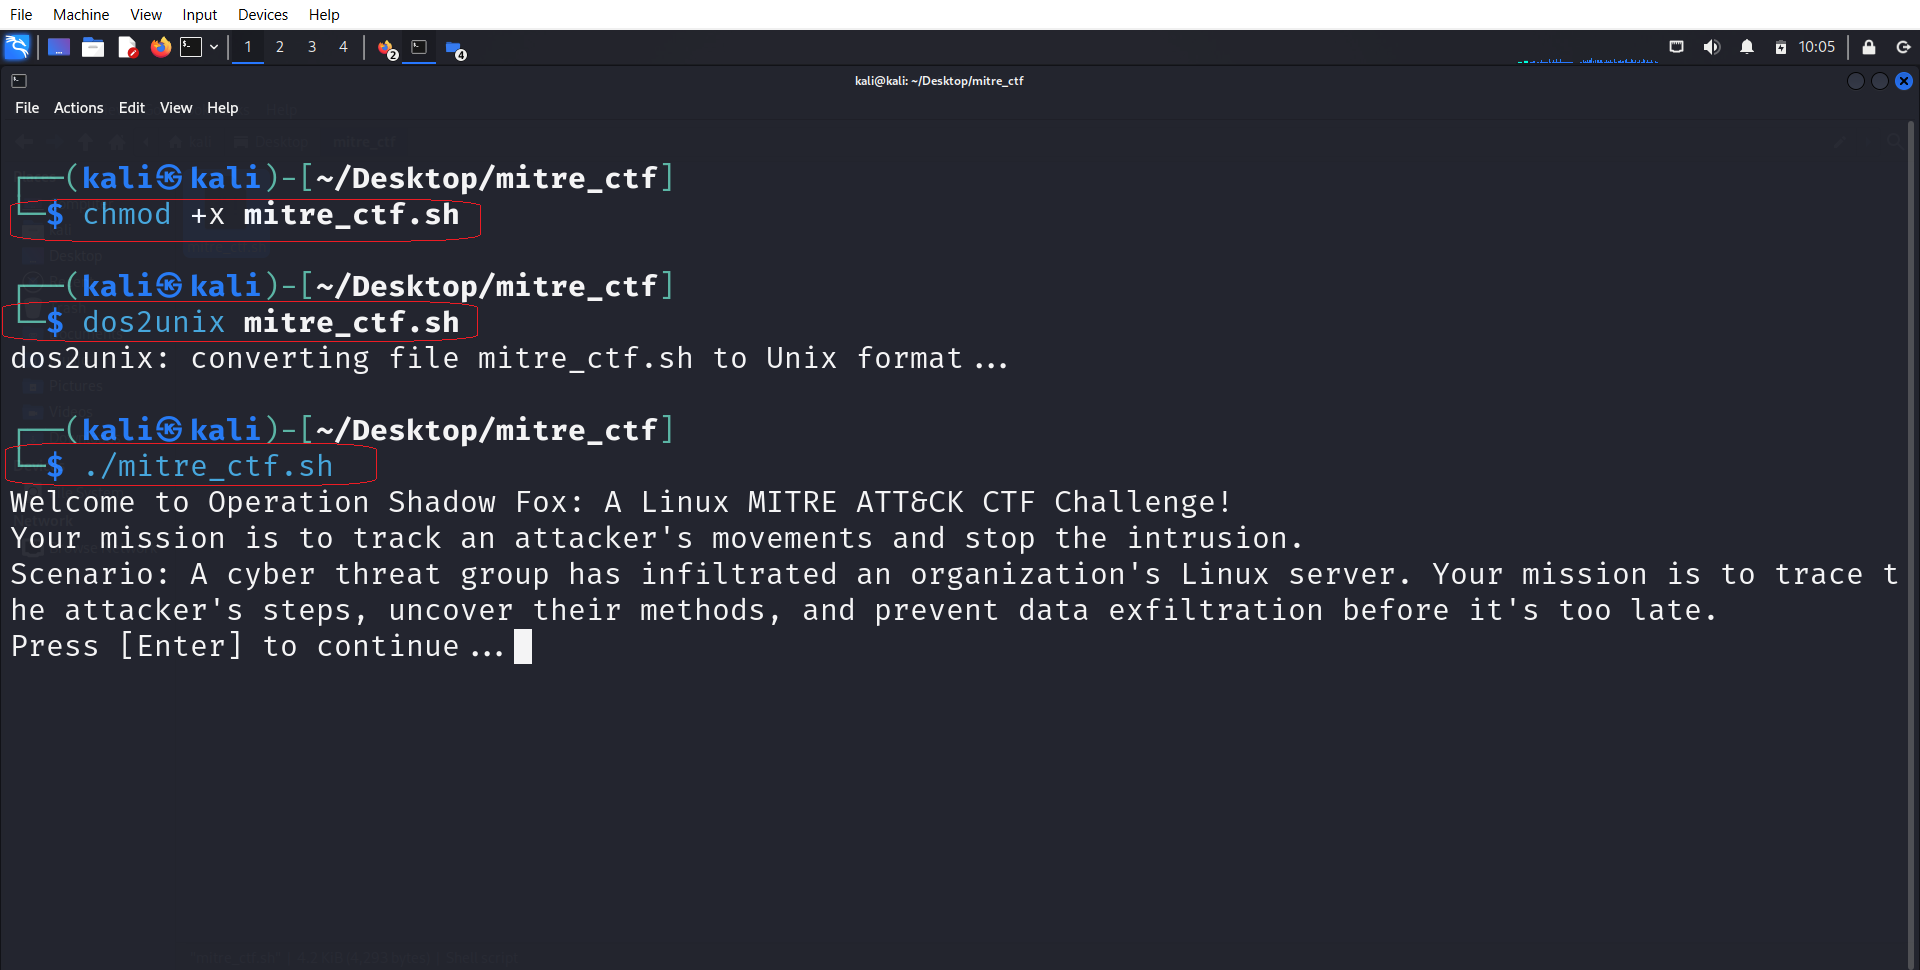 File Machine View Input Devices Help
1 2 3 4 2 4 10:05
kali@kali: ~/Desktop/mitre_ctf
File Actions Edit View Help
┌──(kali㉿kali)-[~/Desktop/mitre_ctf]
└─$ chmod +x mitre_ctf.sh
┌──(kali㉿kali)-[~/Desktop/mitre_ctf]
└─$ dos2unix mitre_ctf.sh
dos2unix: converting file mitre_ctf.sh to Unix format...
┌──(kali㉿kali)-[~/Desktop/mitre_ctf]
└─$ ./mitre_ctf.sh
Welcome to Operation Shadow Fox: A Linux MITRE ATT&CK CTF Challenge!
Your mission is to track an attacker's movements and stop the intrusion.
Scenario: A cyber threat group has infiltrated an organization's Linux server. Your mission is to trace t
he attacker's steps, uncover their methods, and prevent data exfiltration before it's too late.
Press [Enter] to continue...